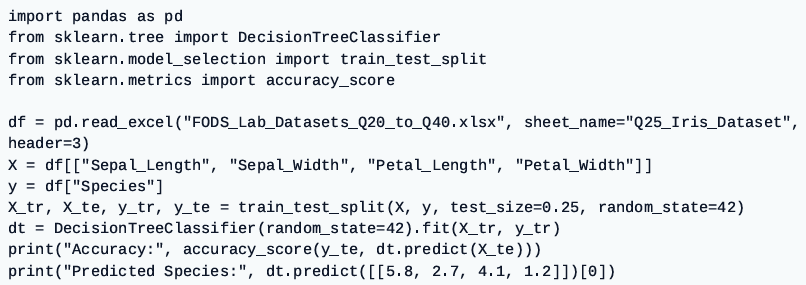 import pandas as pd
from sklearn.tree import DecisionTreeClassifier
from sklearn.model_selection import train_test_split
from sklearn.metrics import accuracy_score

df = pd.read_excel("FODS_Lab_Datasets_Q20_to_Q40.xlsx", sheet_name="Q25_Iris_Dataset",
header=3)
X = df[["Sepal_Length", "Sepal_Width", "Petal_Length", "Petal_Width"]]
y = df["Species"]
X_tr, X_te, y_tr, y_te = train_test_split(X, y, test_size=0.25, random_state=42)
dt = DecisionTreeClassifier(random_state=42).fit(X_tr, y_tr)
print("Accuracy:", accuracy_score(y_te, dt.predict(X_te)))
print("Predicted Species:", dt.predict([[5.8, 2.7, 4.1, 1.2]])[0])